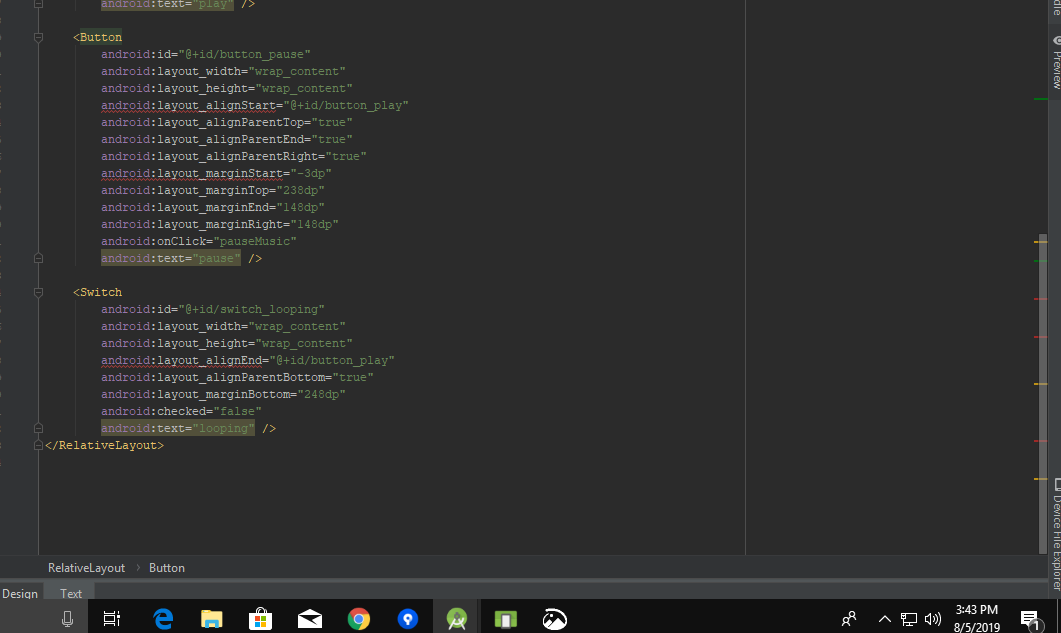 android:text="play" />
<Button
android:id="@+id/button_pause"
android:layout_width="wrap_content"
android:layout_height="wrap_content"
android:layout_alignStart="@+id/button_play"
android:layout_alignParentTop="true"
android:layout_alignParentEnd="true"
android:layout_alignParentRight="true"
android:layout_marginStart="-3dp"
android:layout_marginTop="238dp"
android:layout_marginEnd="148dp"
android:layout_marginRight="148dp"
android:onClick="pauseMusic"
android:text="pause" />
<Switch
android:id="@+id/switch_looping"
android:layout_width="wrap_content"
android:layout_height="wrap_content"
android:layout_alignEnd="@+id/button_play"
android:layout_alignParentBottom="true"
android:layout_marginBottom="248dp"
android:checked="false"
android:text="looping" />
</RelativeLayout>
RelativeLayout > Button
Design Text
Preview
Device File Explorer
3:43 PM
8/5/2019
1